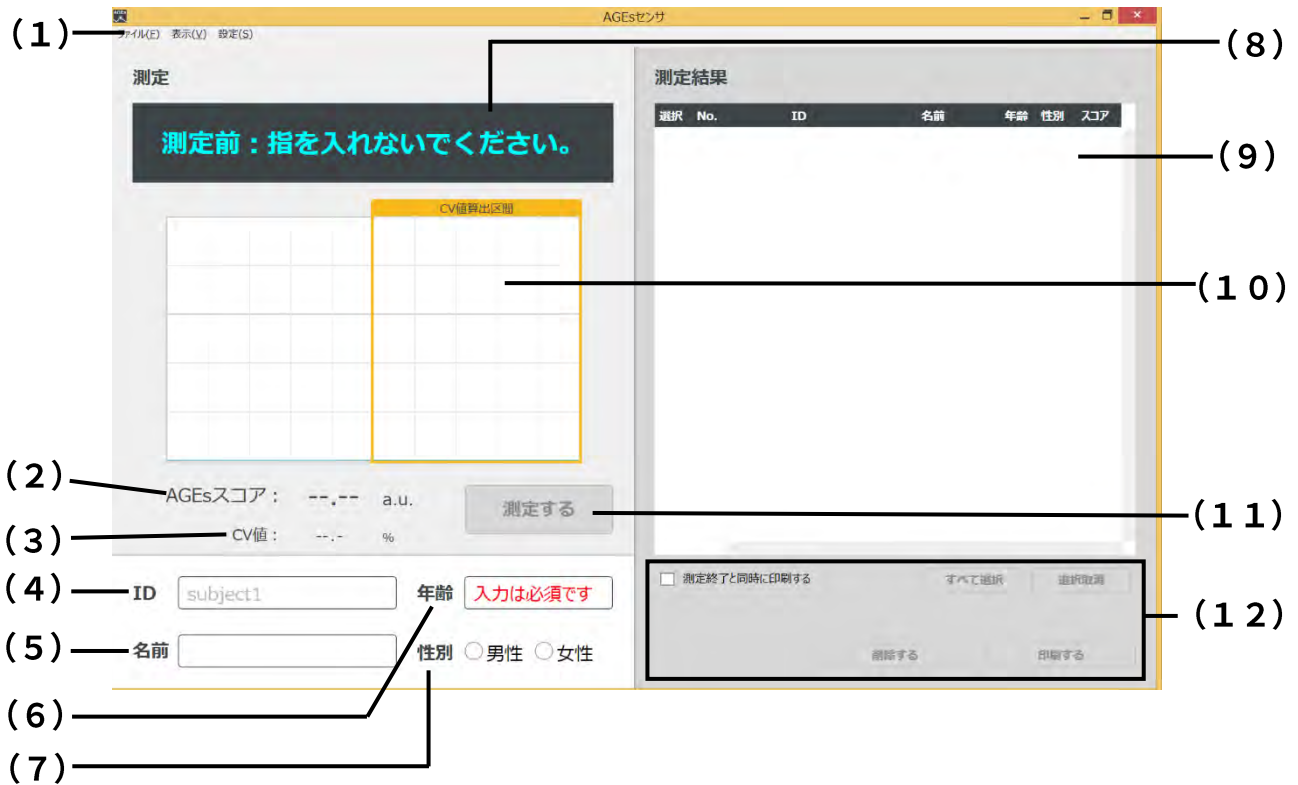 AGEsセンサ
(1)
ファイル(F) 表示(V) 設定(S)
(8)
測定
測定結果
測定前：指を入れないでください。
選択 No. ID 名前 年齢 性別 スコア
(9)
CV値算出区間
(10)
(2)
AGEsスコア： --.-- a.u.
測定する
(11)
(3)
CV値： --.- %
(4)
ID subject1 年齢 入力は必須です
測定終了と同時に印刷する すべて選択 選択取消
(12)
(5)
名前 性別 男性 女性
削除する 印刷する
(6)
(7)